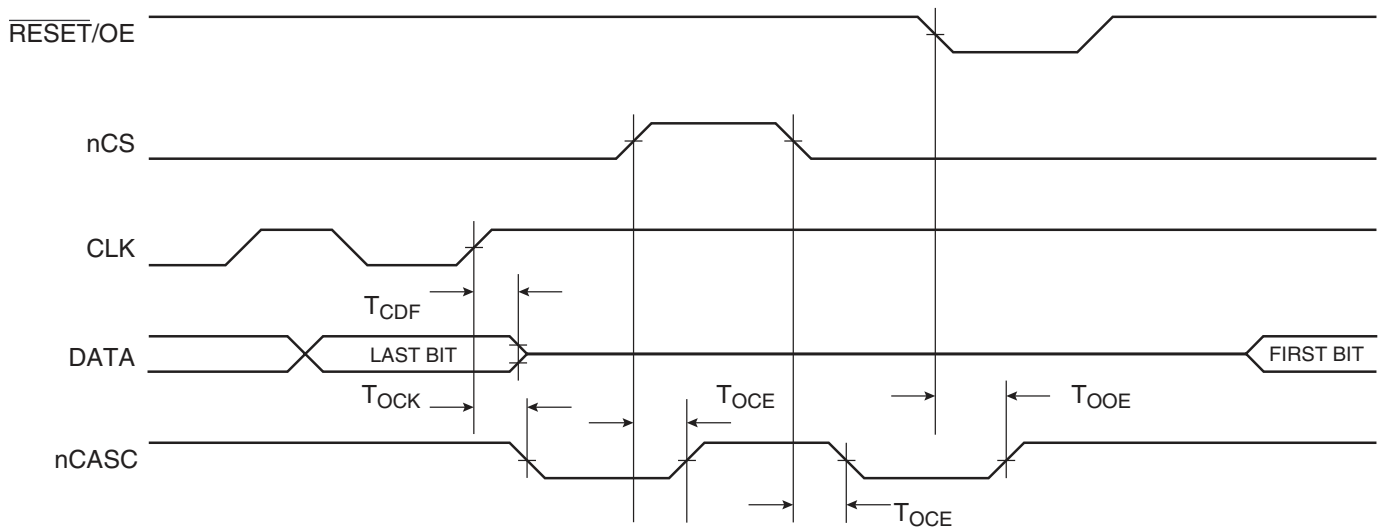 RESET/OE
nCS
CLK
TCDF
DATA
LAST BIT
FIRST BIT
TOCK
TOCE
TOOE
nCASC
TOCE